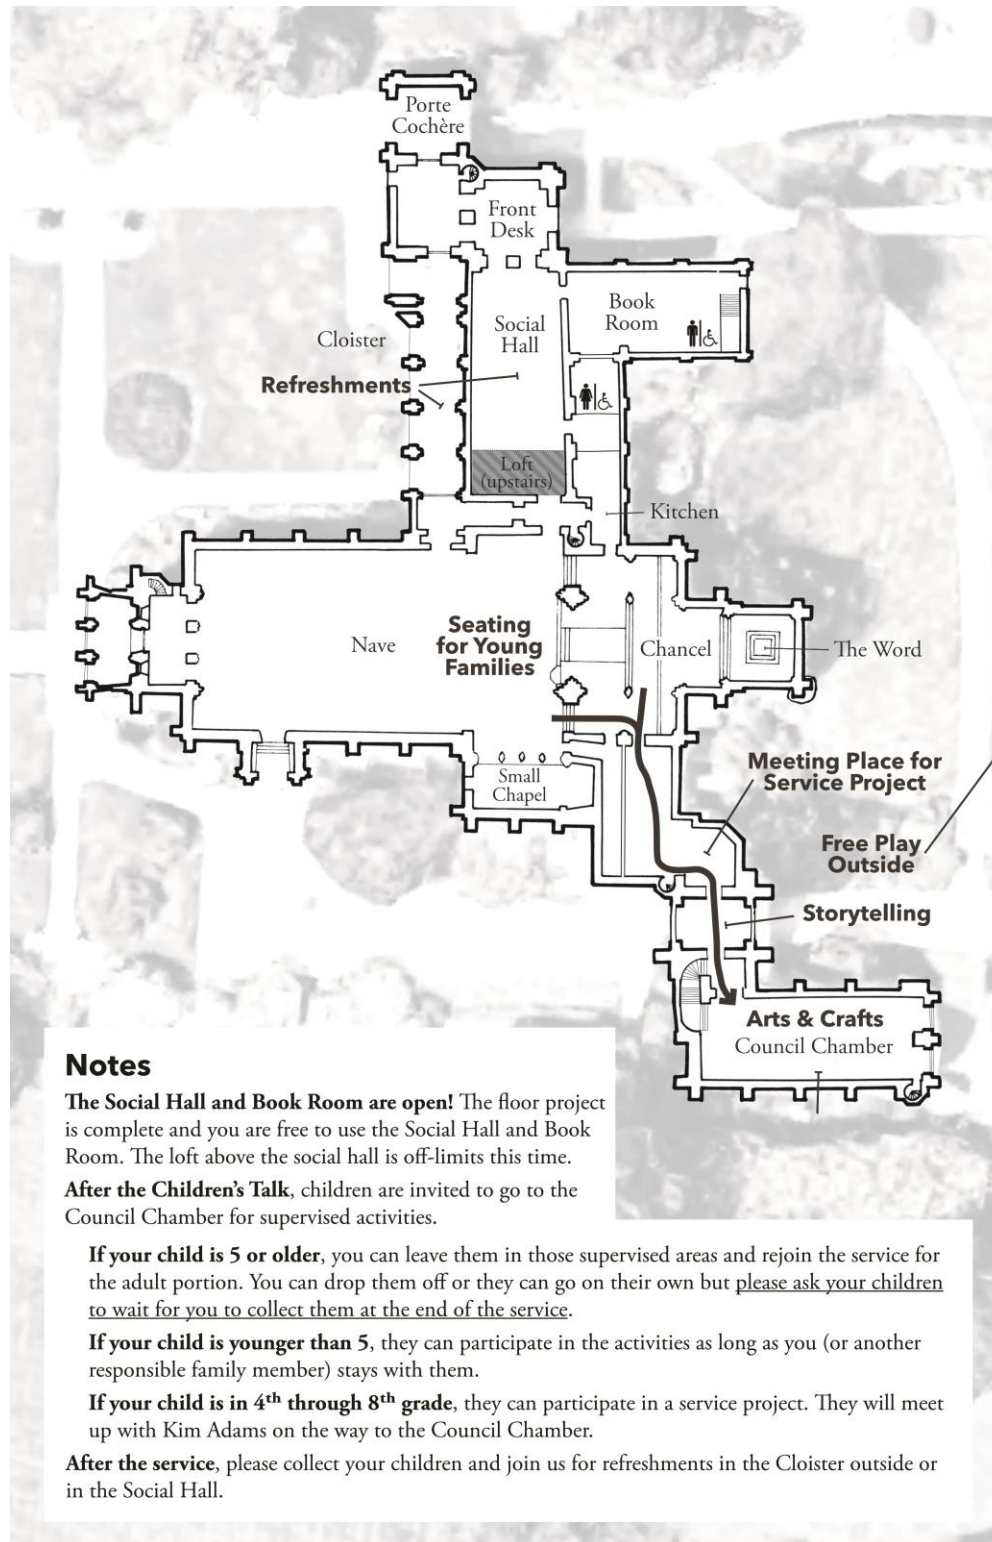 Porte
Cochère
Front
Desk
Book
Room
Social
Hall
Cloister
Refreshments
Loft
(upstairs)
Kitchen
Seating
for Young
Families
Nave
Chancel
The Word
Small
Chapel
Meeting Place for
Service Project
Free Play
Outside
Storytelling
Arts & Crafts
Council Chamber
Notes
The Social Hall and Book Room are open! The floor project
is complete and you are free to use the Social Hall and Book
Room. The loft above the social hall is off-limits this time.
After the Children's Talk, children are invited to go to the
Council Chamber for supervised activities.
If your child is 5 or older, you can leave them in those supervised areas and rejoin the service for
the adult portion. You can drop them off or they can go on their own but please ask your children
to wait for you to collect them at the end of the service.
If your child is younger than 5, they can participate in the activities as long as you (or another
responsible family member) stays with them.
If your child is in 4th through 8th grade, they can participate in a service project. They will meet
up with Kim Adams on the way to the Council Chamber.
After the service, please collect your children and join us for refreshments in the Cloister outside or
in the Social Hall.